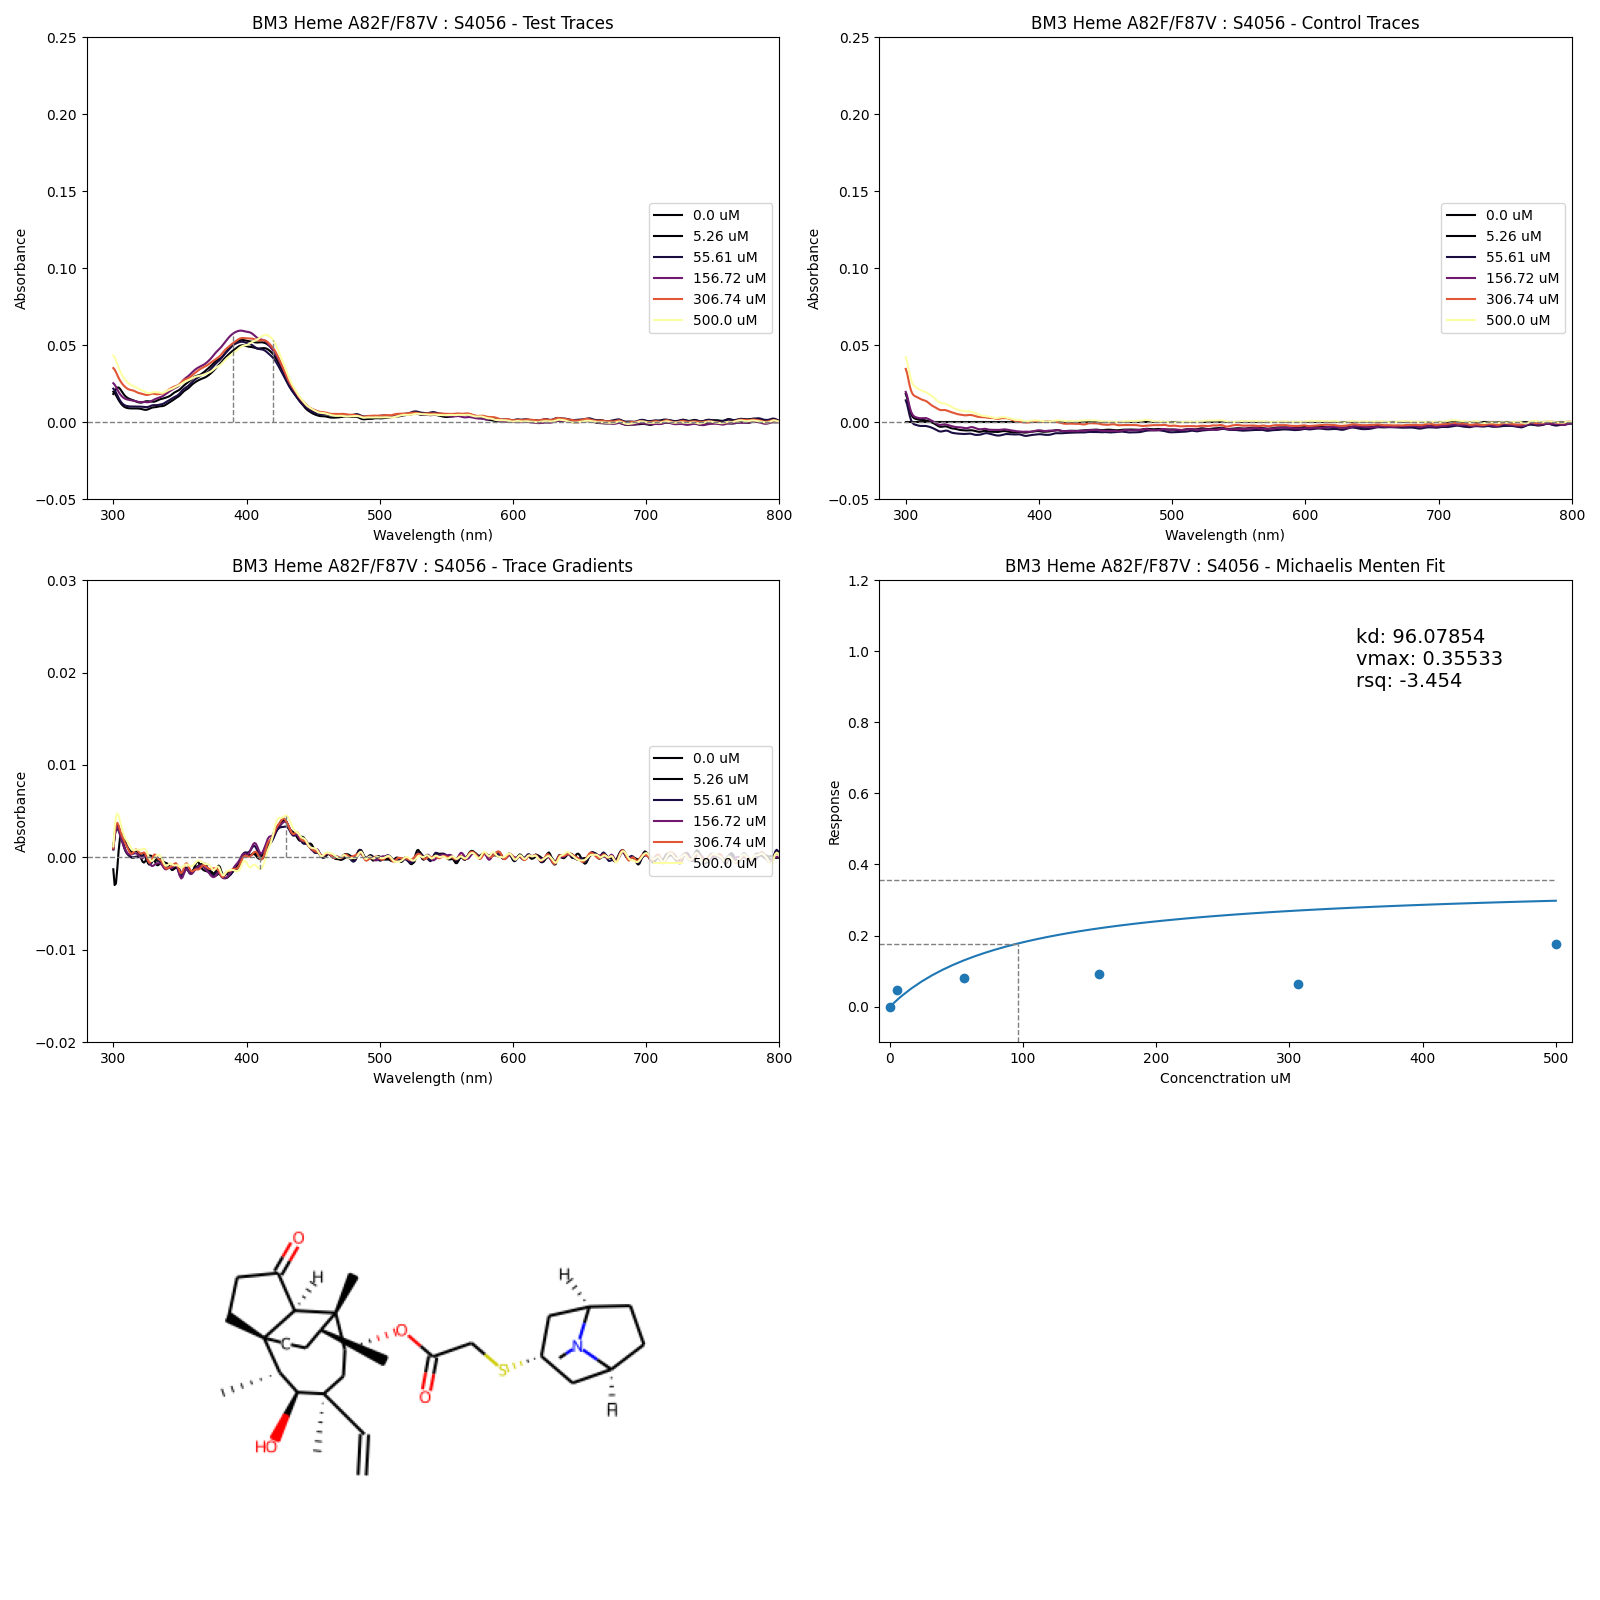 BM3 Heme A82F/F87V : S4056 - Test Traces
Absorbance
0.25
0.20
0.15
0.10
0.05
0.00
−0.05
300 400 500 600 700 800
Wavelength (nm)
0.0 uM
5.26 uM
55.61 uM
156.72 uM
306.74 uM
500.0 uM
BM3 Heme A82F/F87V : S4056 - Control Traces
Absorbance
0.25
0.20
0.15
0.10
0.05
0.00
−0.05
300 400 500 600 700 800
Wavelength (nm)
0.0 uM
5.26 uM
55.61 uM
156.72 uM
306.74 uM
500.0 uM
BM3 Heme A82F/F87V : S4056 - Trace Gradients
Absorbance
0.03
0.02
0.01
0.00
−0.01
−0.02
300 400 500 600 700 800
Wavelength (nm)
0.0 uM
5.26 uM
55.61 uM
156.72 uM
306.74 uM
500.0 uM
BM3 Heme A82F/F87V : S4056 - Michaelis Menten Fit
Response
1.2
1.0
0.8
0.6
0.4
0.2
0.0
0 100 200 300 400 500
Concenctration uM
kd: 96.07854
vmax: 0.35533
rsq: -3.454
O
H
C
O
O
S
N
H
H
HO